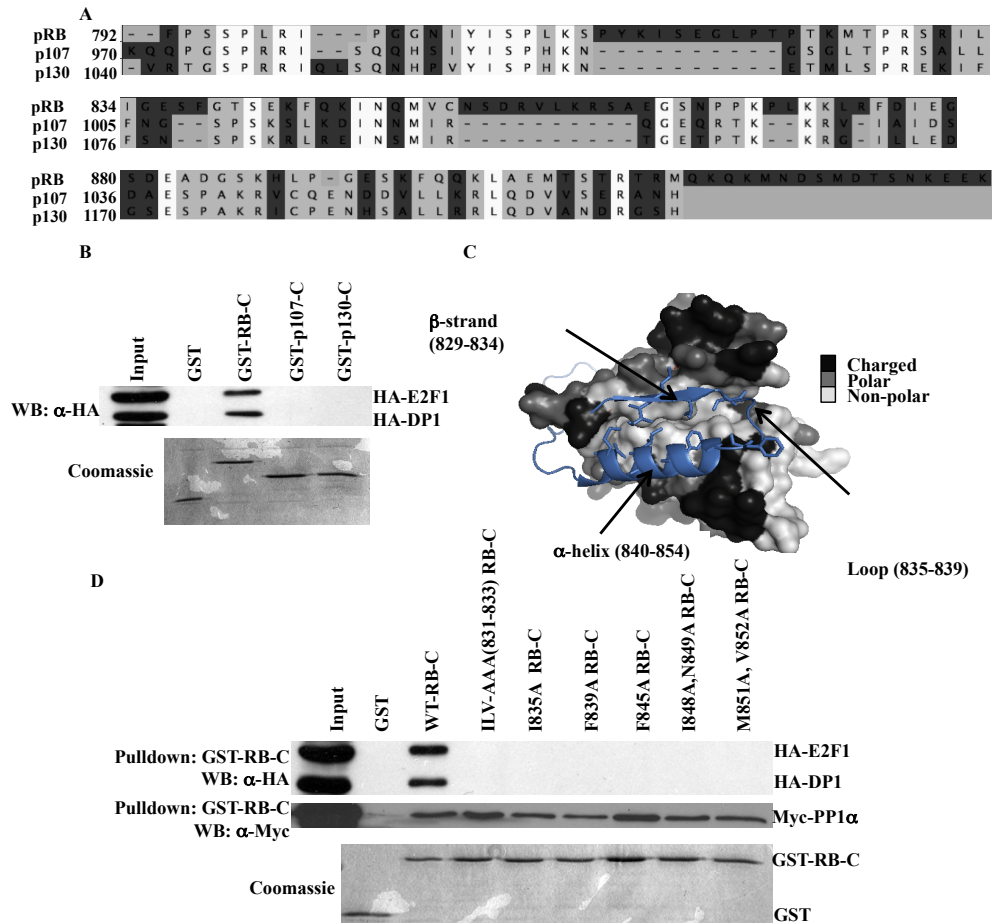 A
pRB 792 - - F P S S P L R I - - - P G G N I Y I S P L K S P Y K I S E G L P T P T K M T P R S R I L
p107 970 K Q Q P G S P R R I S Q Q H S I Y I S P H K N - - - - - - - - - - G S G L T P R S A L L
p130 1040 - V R T G S P R R I Q L S Q N H P V Y I S P H K N - - - - - - - - - - E T M L S P R E K I F
pRB 834 I G E S F G T S E K F Q K I N Q M V C N S D R V L K R S A E G S N P P K P L K K L R F D I E G
p107 1005 F N G - - S P S K S L K D I N N M I R - - - - - - - - - - Q G E Q R T K - - K R V - I A I D S
p130 1076 F S N - - S P S K R L R E I N S M I R - - - - - - - - - - T G E T P T K - - K R G - I L L E D
pRB 880 S D E A D G S K H L P - G E S K F Q Q K L A E M T S T R T R M Q K Q K M N D S M D T S N K E E K
p107 1036 D A E S P A K R V C Q E N D D V L L K R L Q D V V S E R A N H
p130 1170 G S E S P A K R I C P E N H S A L L R R L Q D V A N D R G S H
B
C
Input
GST
GST-RB-C
GST-p107-C
GST-p130-C
WB: α-HA
HA-E2F1
HA-DP1
Coomassie
β-strand
(829-834)
Charged
Polar
Non-polar
α-helix (840-854)
Loop (835-839)
D
Input
GST
WT-RB-C
ILV-AAA(831-833) RB-C
I835A RB-C
F839A RB-C
F845A RB-C
I848A,N849A RB-C
M851A, V852A RB-C
Pulldown: GST-RB-C
WB: α-HA
HA-E2F1
HA-DP1
Pulldown: GST-RB-C
WB: α-Myc
Myc-PP1α
Coomassie
GST-RB-C
GST